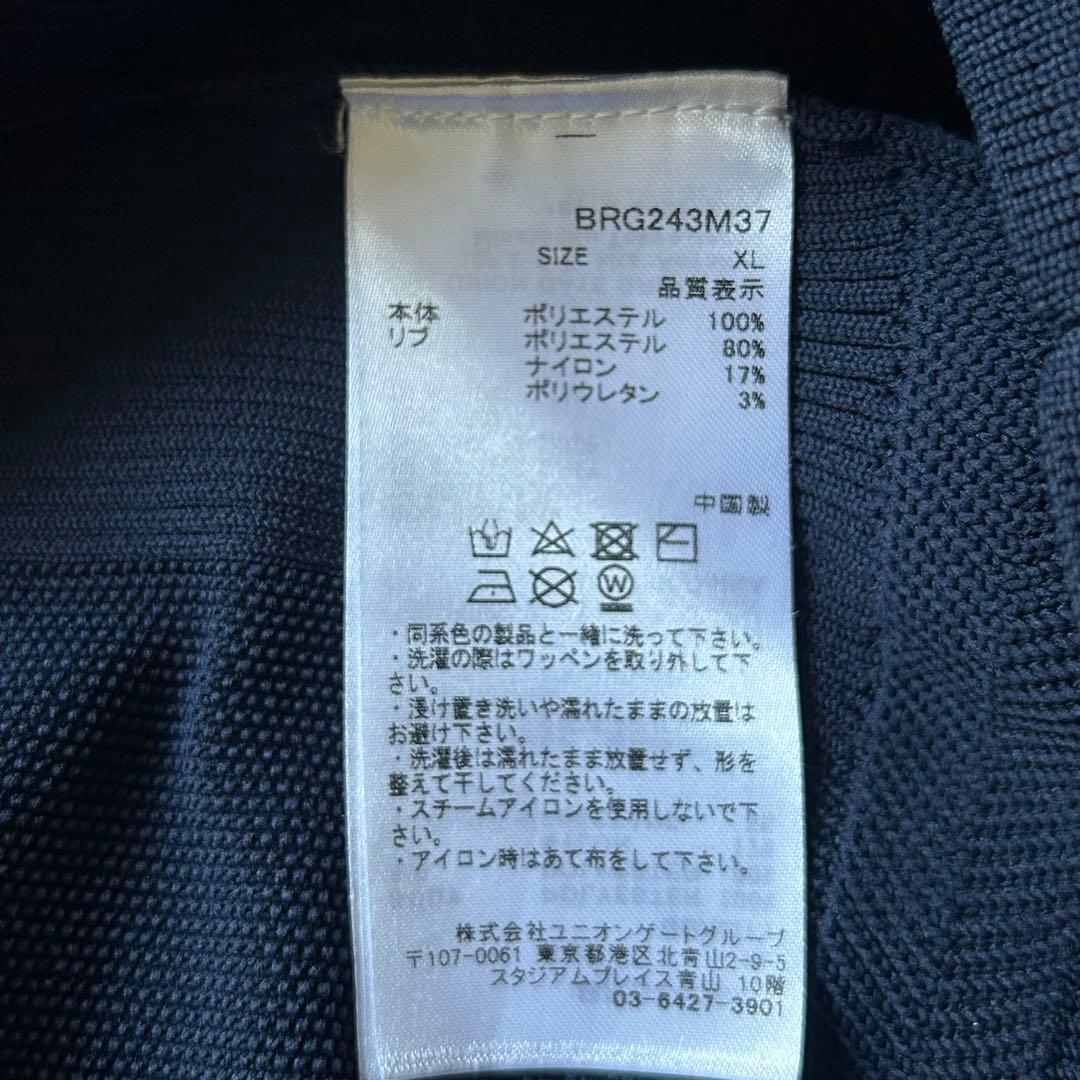 BRG243M37
SIZE XL
品質表示
本体 ポリエステル 100%
リブ ポリエステル 80%
ナイロン 17%
ポリウレタン 3%
中国製
W
・同系色の製品と一緒に洗って下さい。
・洗濯の際はワッペンを取り外して下
さい。
・浸け置き洗いや濡れたままの放置は
お避け下さい。
・洗濯後は濡れたまま放置せず、形を
整えて干してください。
・スチームアイロンを使用しないで下
さい。
・アイロン時はあて布をして下さい。
株式会社ユニオンゲートグループ
〒107-0061 東京都港区北青山2-9-5
スタジアムプレイス青山 10階
03-6427-3901